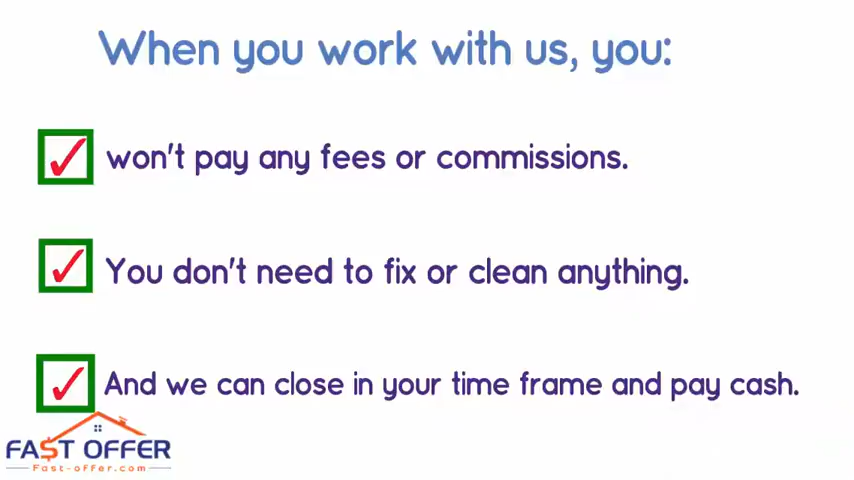 When you work with us, you:
won't pay any fees or commissions.
You don't need to fix or clean anything.
And we can close in your time frame and pay cash.
FA$T OFFER
Fast-offer.com